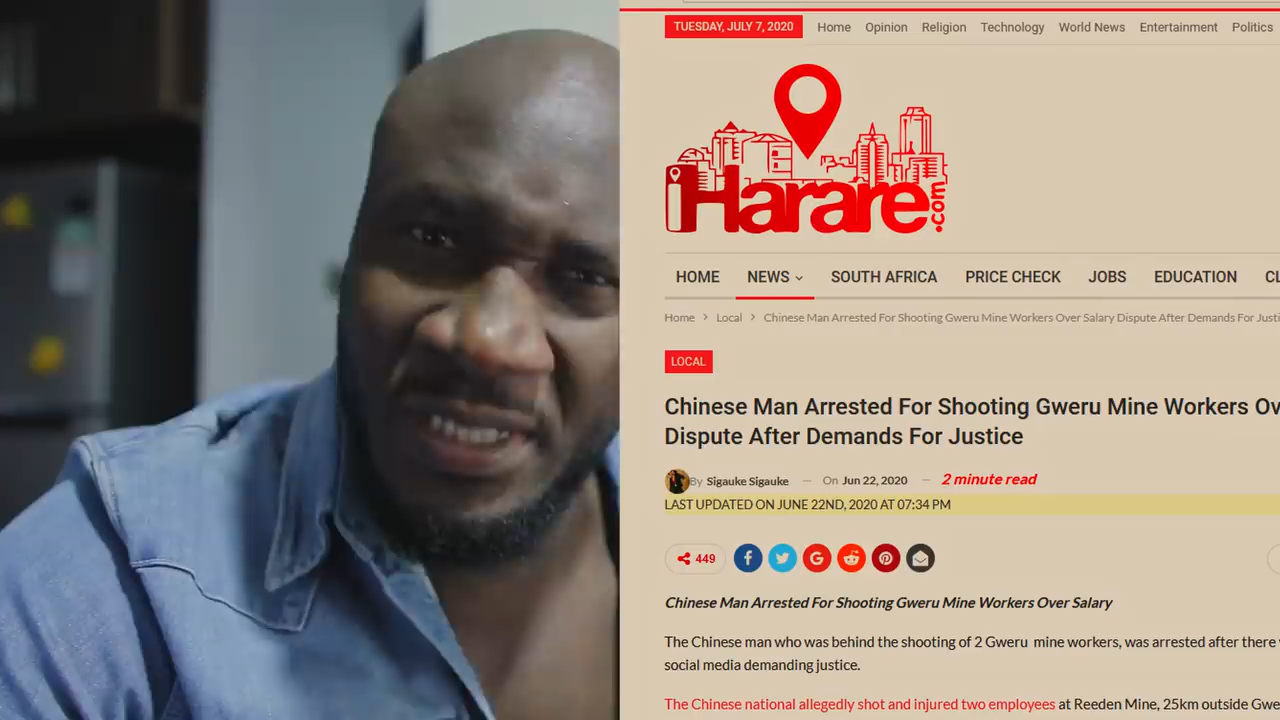 TUESDAY, JULY 7, 2020 Home Opinion Religion Technology World News Entertainment Politics
iHarare.com
HOME NEWS SOUTH AFRICA PRICE CHECK JOBS EDUCATION CL
Home > Local > Chinese Man Arrested For Shooting Gweru Mine Workers Over Salary Dispute After Demands For Justi
LOCAL
Chinese Man Arrested For Shooting Gweru Mine Workers Ov
Dispute After Demands For Justice
By Sigauke Sigauke — On Jun 22, 2020 — 2 minute read
LAST UPDATED ON JUNE 22ND, 2020 AT 07:34 PM
449
Chinese Man Arrested For Shooting Gweru Mine Workers Over Salary
The Chinese man who was behind the shooting of 2 Gweru mine workers, was arrested after there
social media demanding justice.
The Chinese national allegedly shot and injured two employees at Reeden Mine, 25km outside Gwe